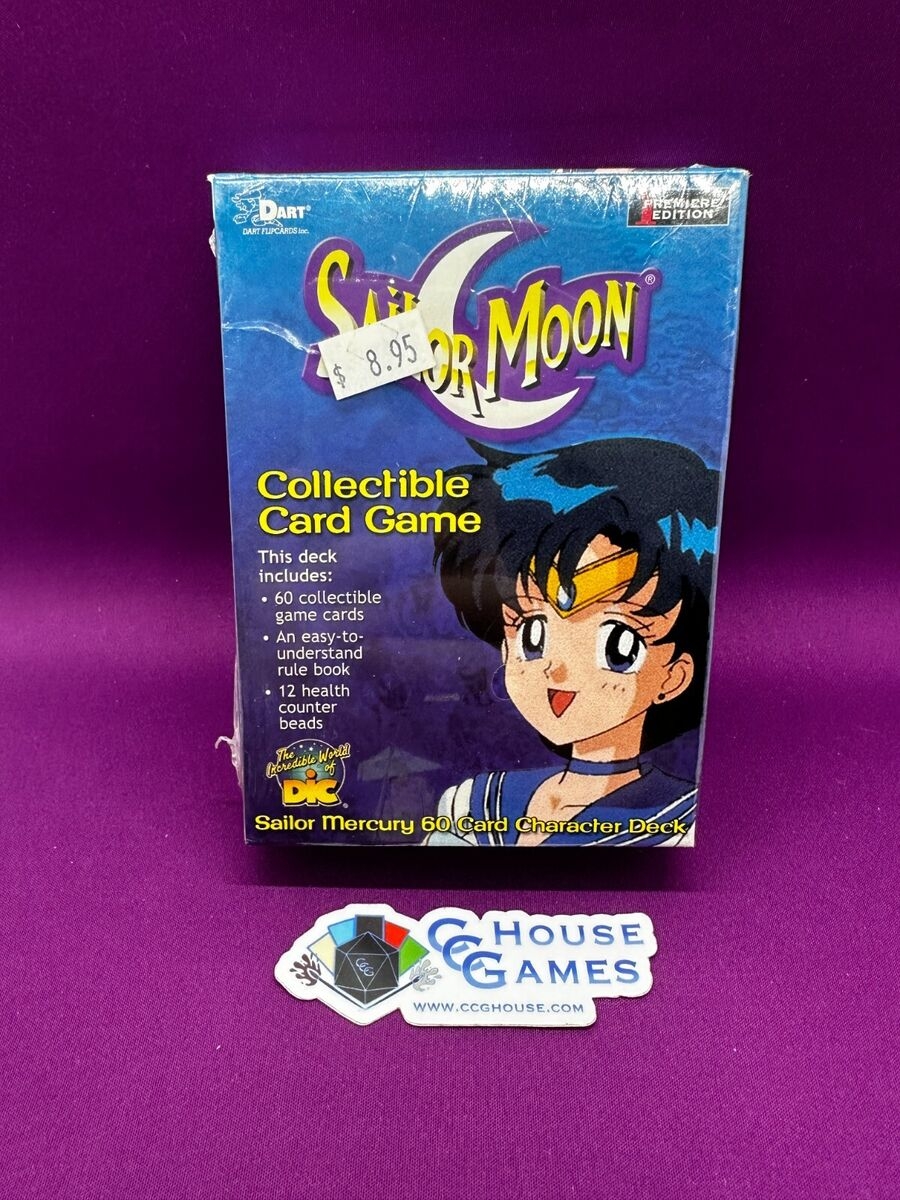 DART®
DART FLIPCARDS Inc.
PREMIERE
EDITION
SAILOR MOON®
$ 8.95
Collectible
Card Game
This deck
includes:
• 60 collectible
game cards
• An easy-to-
understand
rule book
• 12 health
counter
beads
The
Incredible World
of
DiC®
Sailor Mercury 60 Card Character Deck
CCG HOUSE
GAMES
CCG
WWW.CCGHOUSE.COM